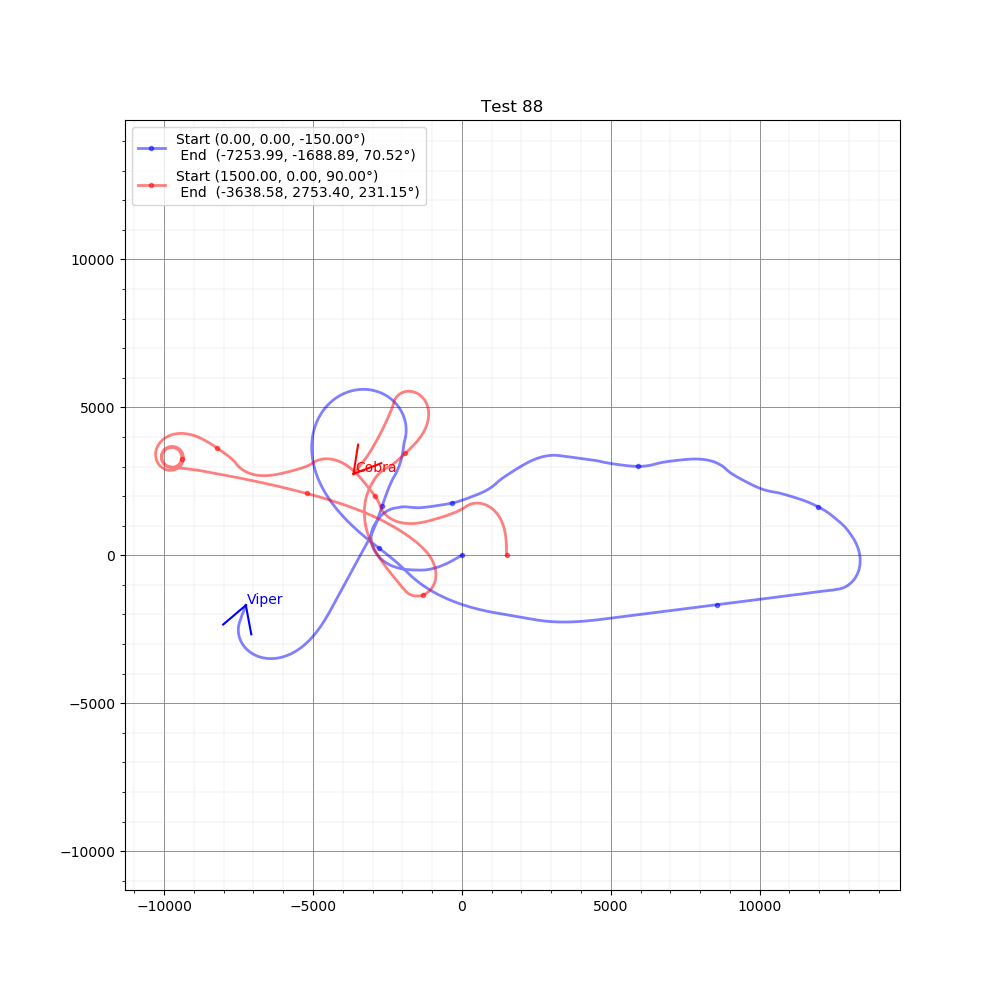 Test 88
Start (0.00, 0.00, -150.00°)
End (-7253.99, -1688.89, 70.52°)
Start (1500.00, 0.00, 90.00°)
End (-3638.58, 2753.40, 231.15°)
10000
5000
Cobra
0
Viper
−5000
−10000
−10000 −5000 0 5000 10000